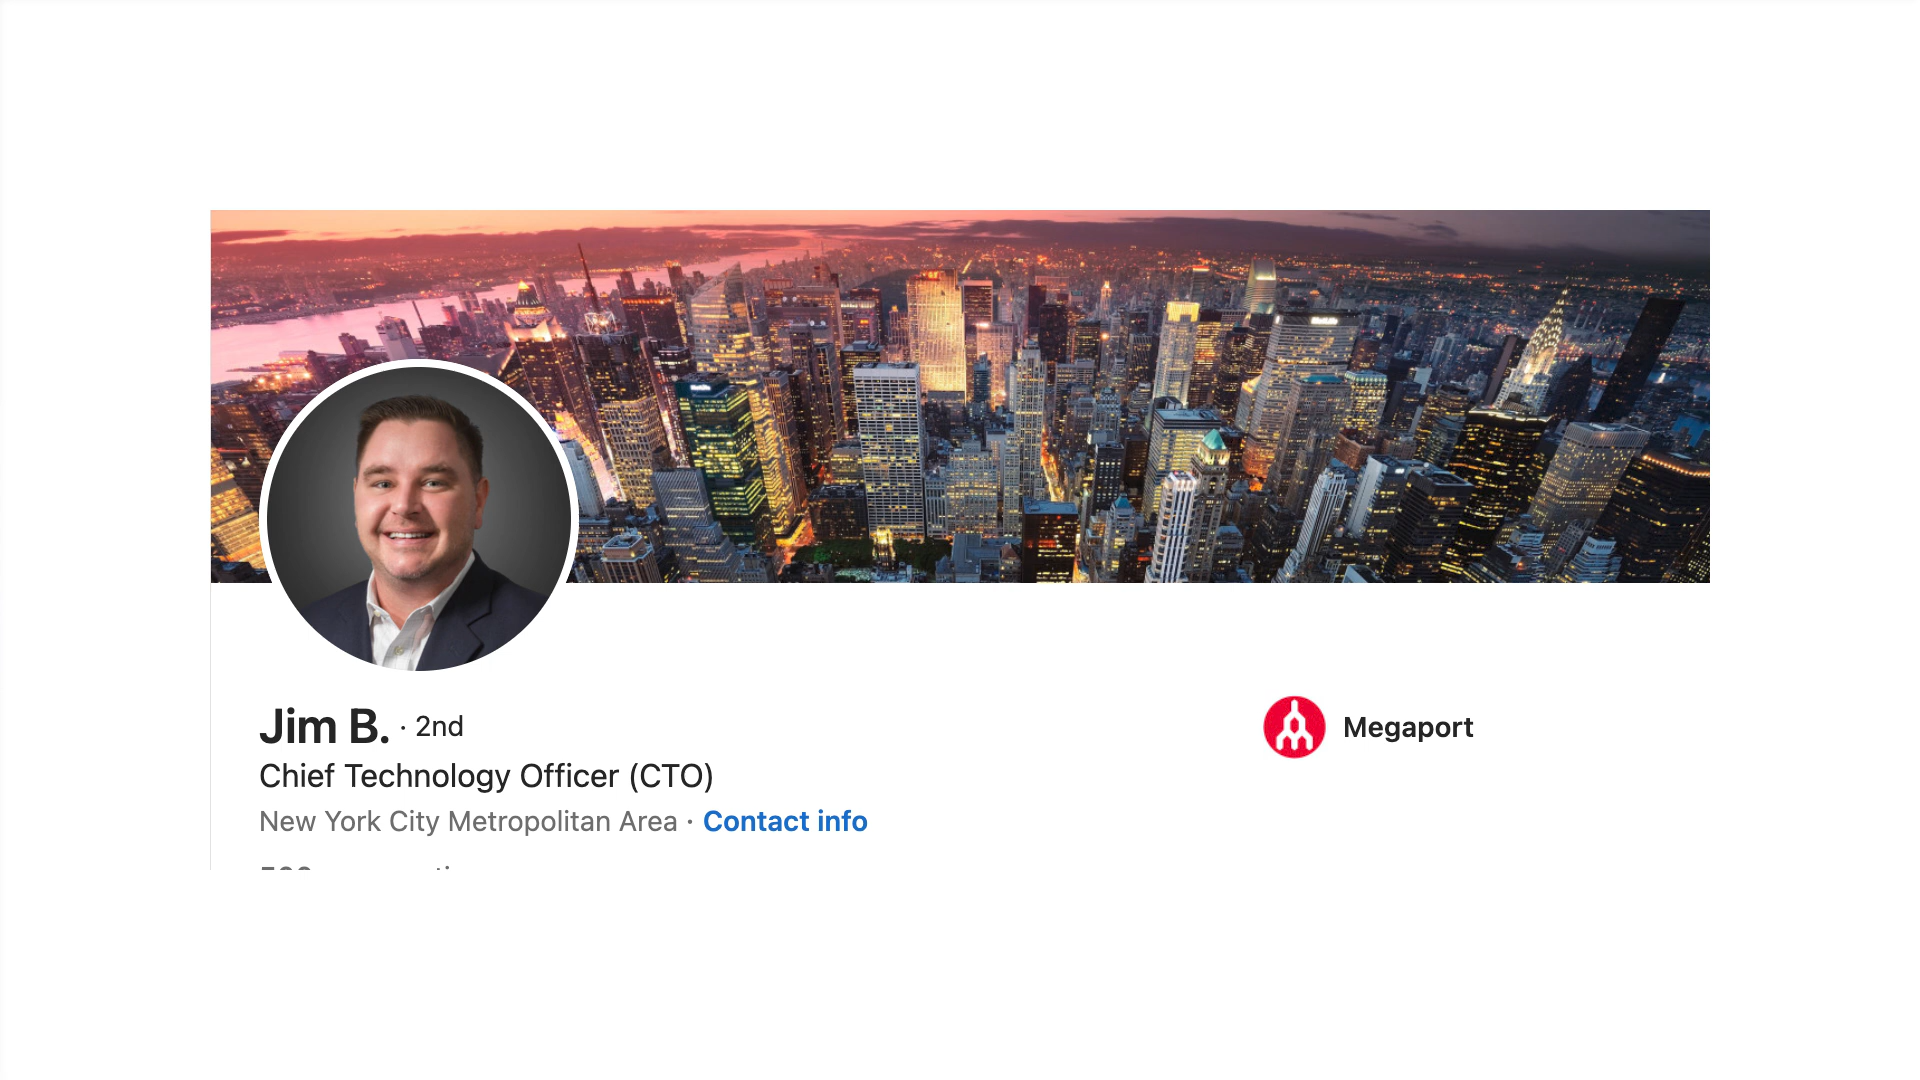 Jim B. · 2nd
Chief Technology Officer (CTO)
New York City Metropolitan Area · Contact info
Megaport